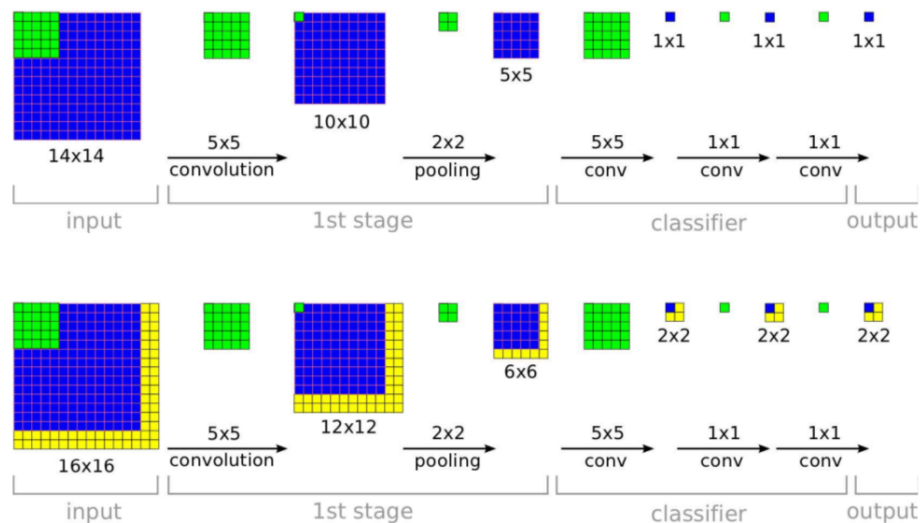 1x1 1x1 1x1
5x5
10x10
14x14
5x5 2x2 5x5 1x1 1x1
convolution pooling conv conv conv
input 1st stage classifier output
2x2 2x2 2x2
6x6
12x12
16x16
5x5 2x2 5x5 1x1 1x1
convolution pooling conv conv conv
input 1st stage classifier output